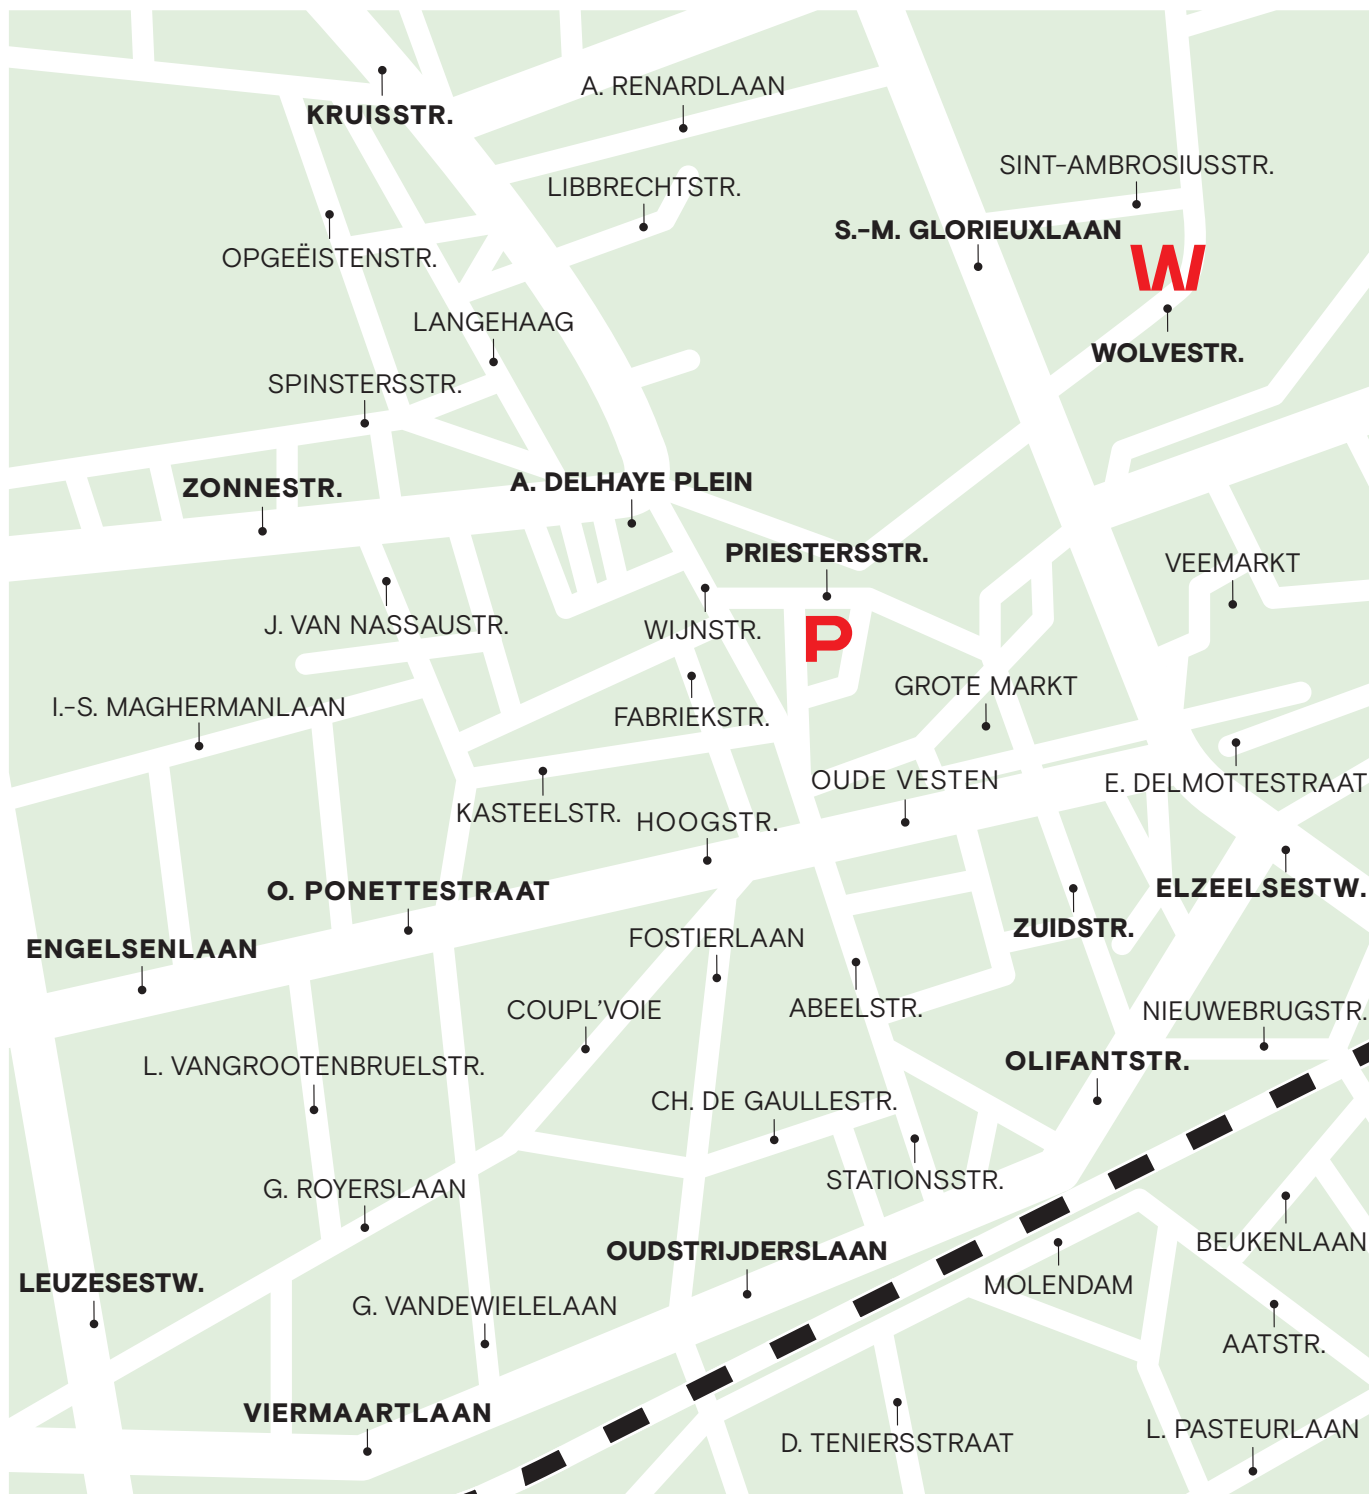 A. RENARDLAAN
KRUISSTR.
SINT-AMBROSIUSSTR.
LIBBRECHTSTR.
S.-M. GLORIEUXLAAN
OPGEËISTENSTR.
W
LANGEHAAG
WOLVESTR.
SPINSTERSSTR.
A. DELHAYE PLEIN
ZONNESTR.
PRIESTERSSTR.
VEEMARKT
J. VAN NASSAUSTR.
WIJNSTR.
P
GROTE MARKT
I.-S. MAGHERMANLAAN
FABRIEKSTR.
OUDE VESTEN
E. DELMOTTESTRAAT
KASTEELSTR.
HOOGSTR.
O. PONETTESTRAAT
ELZEELSESTW.
ZUIDSTR.
FOSTIERLAAN
ENGELSENLAAN
ABEELSTR.
COUPL'VOIE
NIEUWEBRUGSTR.
OLIFANTSTR.
L. VANGROOTENBRUELSTR.
CH. DE GAULLESTR.
STATIONSSTR.
G. ROYERSLAAN
BEUKENLAAN
OUDSTRIJDERSLAAN
LEUZESESTW.
MOLENDAM
G. VANDEWIELELAAN
AATSTR.
VIERMAARTLAAN
L. PASTEURLAAN
D. TENIERSSTRAAT